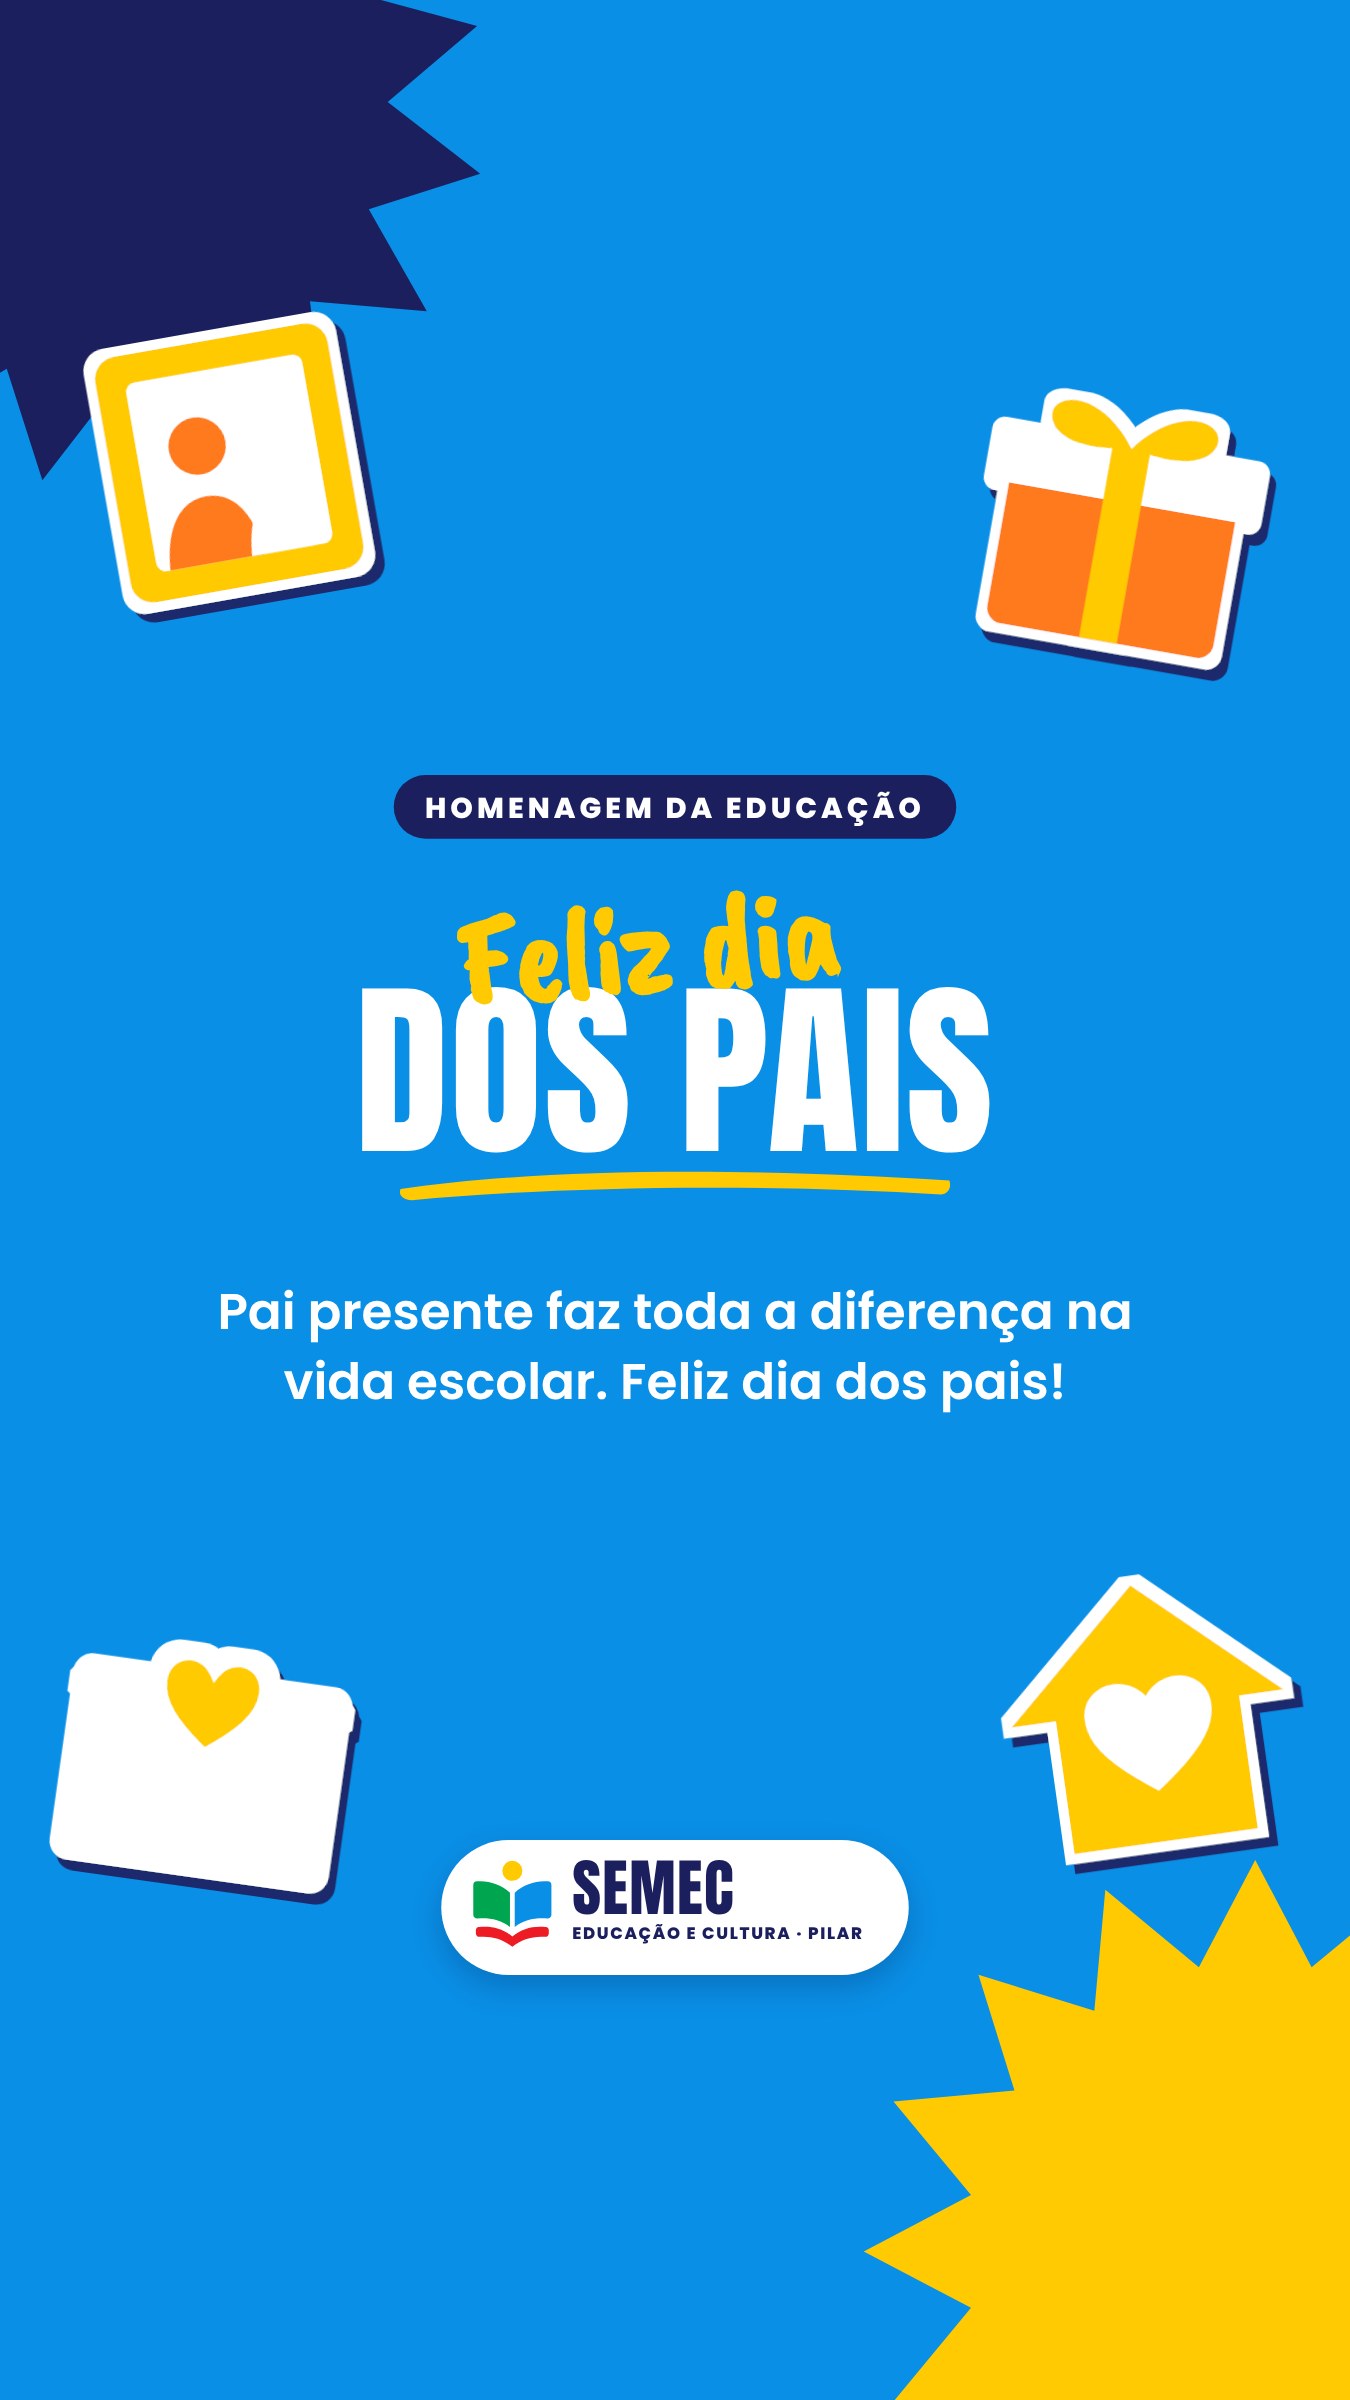 HOMENAGEM DA EDUCAÇÃO
Feliz dia
DOS PAIS
Pai presente faz toda a diferença na
vida escolar. Feliz dia dos pais!
SEMEC
EDUCAÇÃO E CULTURA · PILAR